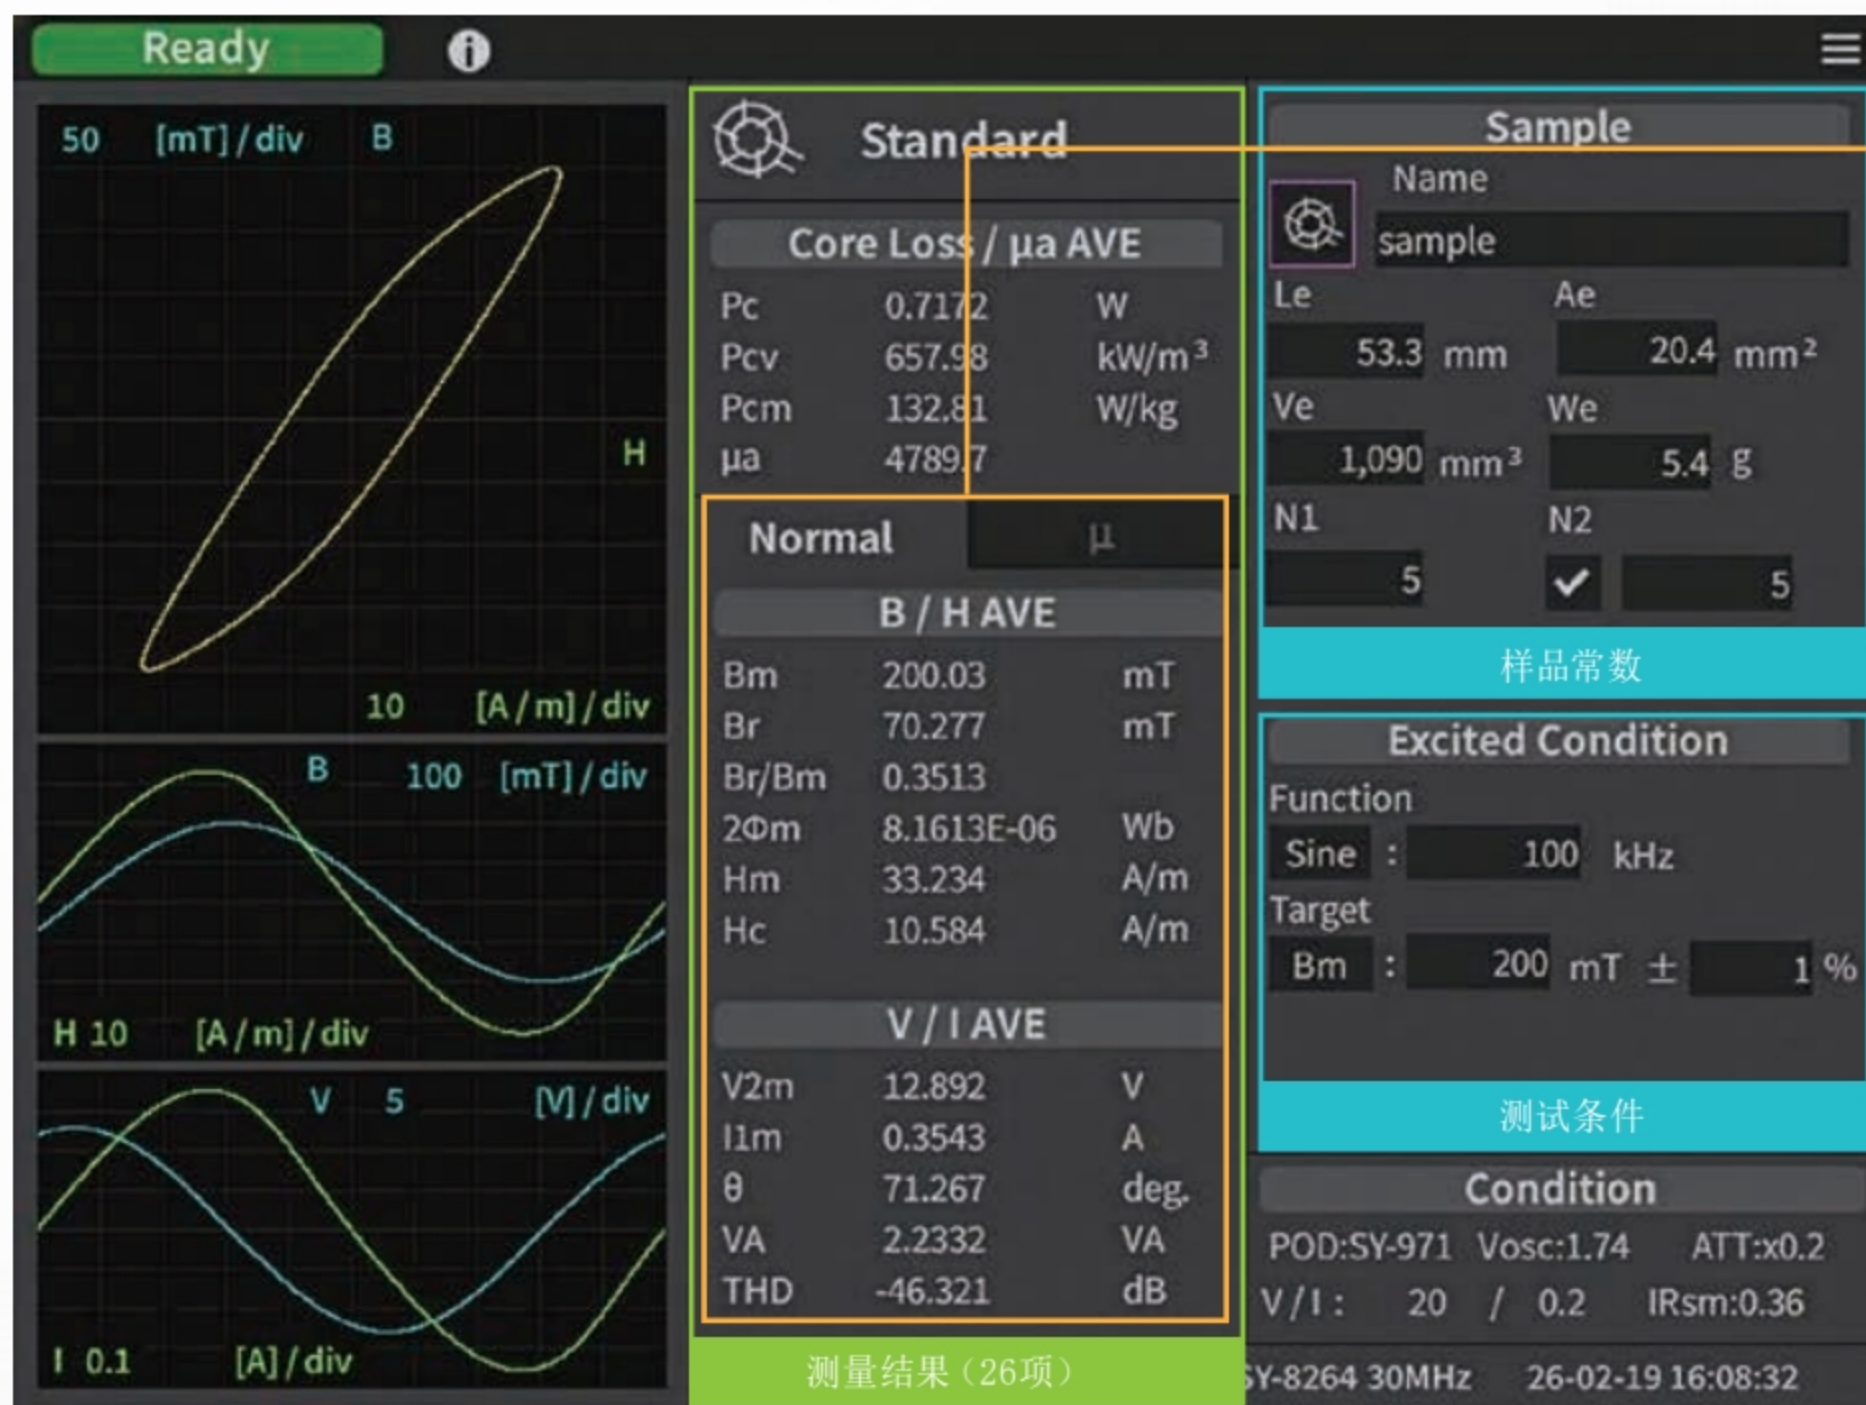 Ready
50 [mT] / div B
H
10 [A / m] / div
B 100 [mT] / div
H 10 [A / m] / div
V 5 [V] / div
I 0.1 [A] / div
Standard
Core Loss / μa AVE
Pc 0.7172 W
Pcv 657.98 kW/m³
Pcm 132.81 W/kg
μa 4789.7
Normal μ
B / H AVE
Bm 200.03 mT
Br 70.277 mT
Br/Bm 0.3513
2Φm 8.1613E-06 Wb
Hm 33.234 A/m
Hc 10.584 A/m
V / I AVE
V2m 12.892 V
I1m 0.3543 A
θ 71.267 deg.
VA 2.2332 VA
THD -46.321 dB
测量结果（26项）
Sample
Name
sample
Le Ae
53.3 mm 20.4 mm²
Ve We
1,090 mm³ 5.4 g
N1 N2
5 5
样品常数
Excited Condition
Function
Sine : 100 kHz
Target
Bm : 200 mT ± 1 %
测试条件
Condition
POD:SY-971 Vosc:1.74 ATT:x0.2
V / I : 20 / 0.2 IRsm:0.36
SY-8264 30MHz 26-02-19 16:08:32